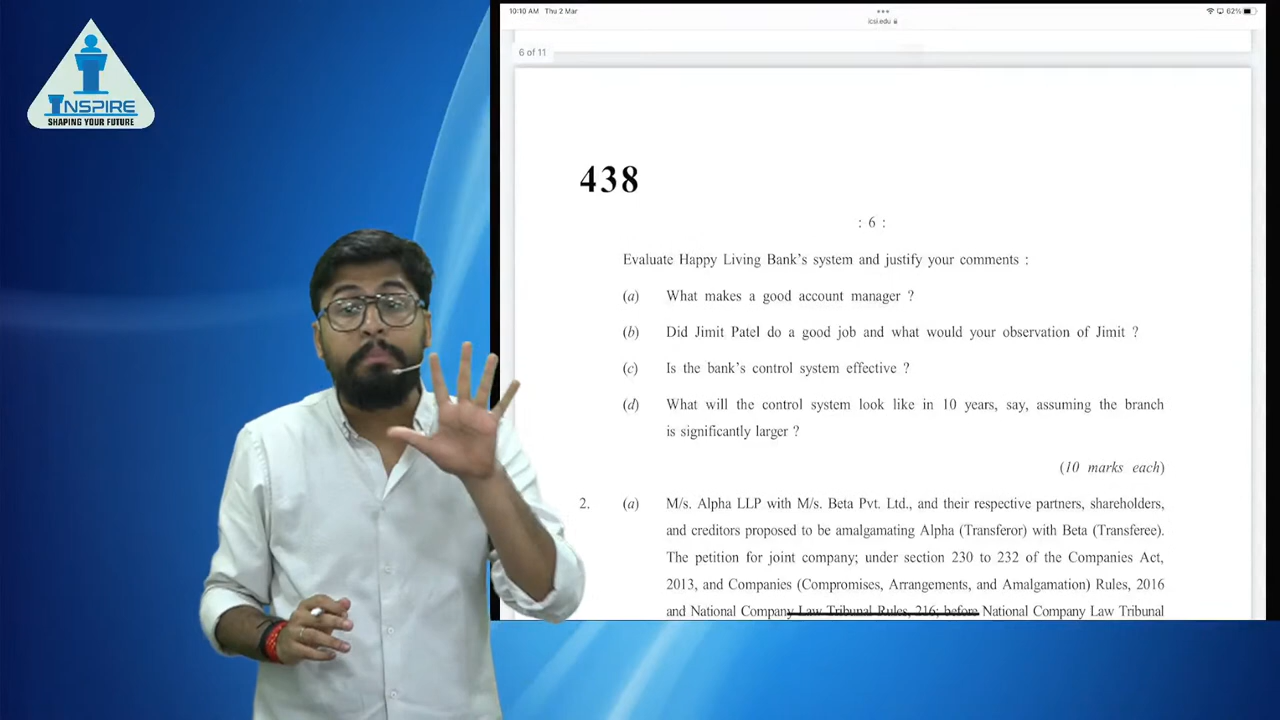 INSPIRE
SHAPING YOUR FUTURE
10:10 AM Thu 2 Mar
icsi.edu
62%
6 of 11
438
: 6 :
Evaluate Happy Living Bank's system and justify your comments :
(a) What makes a good account manager ?
(b) Did Jimit Patel do a good job and what would your observation of Jimit ?
(c) Is the bank's control system effective ?
(d) What will the control system look like in 10 years, say, assuming the branch
is significantly larger ?
(10 marks each)
2. (a) M/s. Alpha LLP with M/s. Beta Pvt. Ltd., and their respective partners, shareholders,
and creditors proposed to be amalgamating Alpha (Transferor) with Beta (Transferee).
The petition for joint company; under section 230 to 232 of the Companies Act,
2013, and Companies (Compromises, Arrangements, and Amalgamation) Rules, 2016
and National Company Law Tribunal Rules, 216; before National Company Law Tribunal